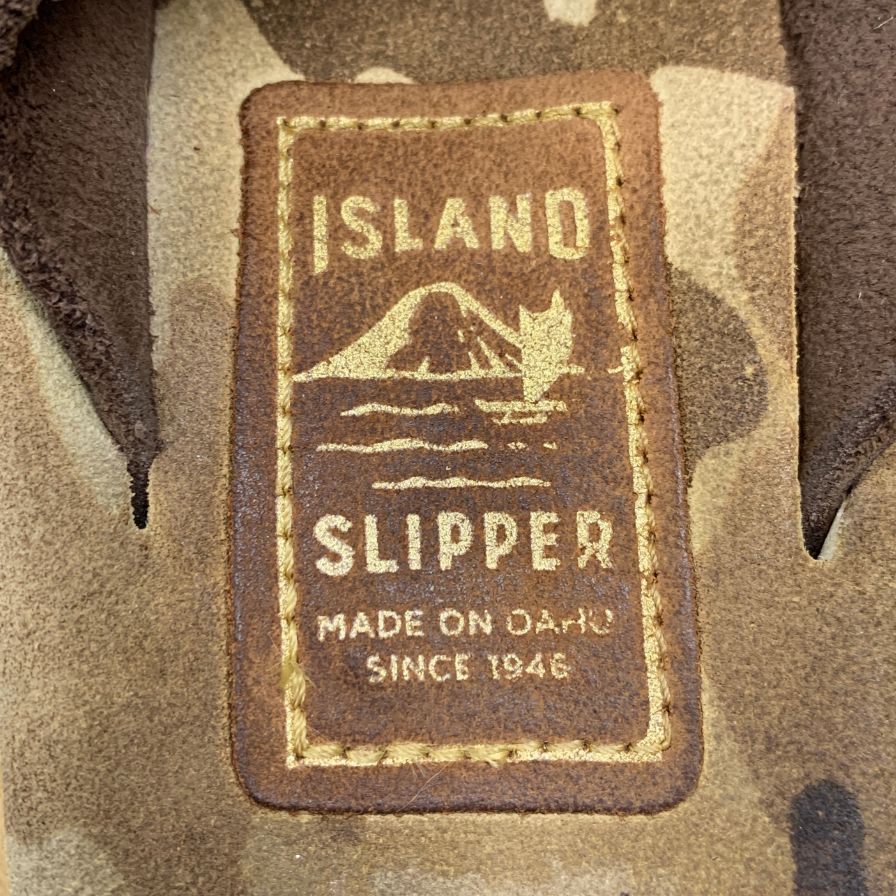 ISLAND
SLIPPER
MADE ON OAHU
SINCE 1946